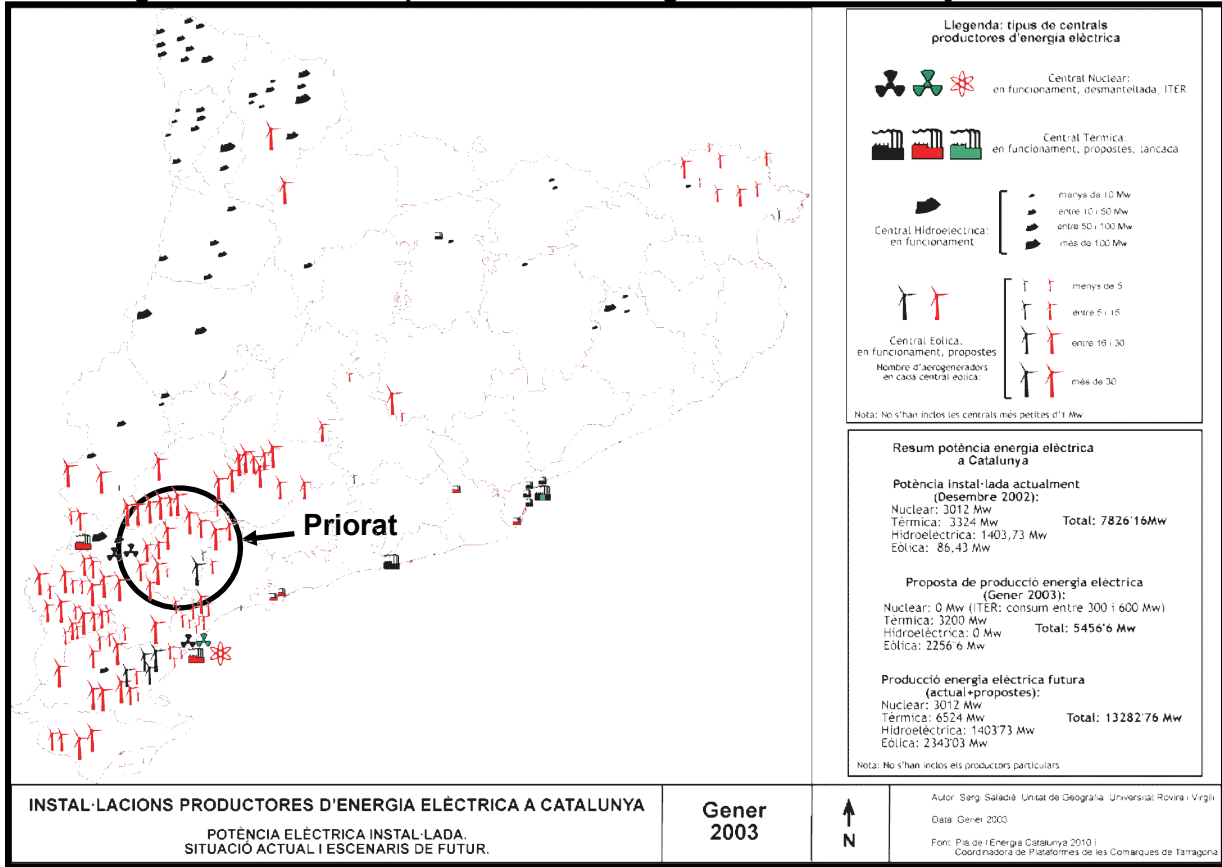 Llegenda: tipus de centrals
productores d'energia elèctrica
Central Nuclear:
en funcionament, desmantellada, ITER
Central Tèrmica:
en funcionament, propostes, tancada
Central Hidroelèctrica:
en funcionament
menys de 10 Mw
entre 10 i 50 Mw
entre 50 i 100 Mw
més de 100 Mw
Central Eòlica:
en funcionament, propostes
Nombre d'aerogeneradors
en cada central eòlica:
menys de 5
entre 5 i 15
entre 16 i 30
més de 30
Nota: No s'han inclos les centrals més petites d'1 Mw
Priorat
Resum potència energia elèctrica
a Catalunya
Potència instal·lada actualment
(Desembre 2002):
Nuclear: 3012 Mw
Tèrmica: 3324 Mw
Hidroelèctrica: 1403,73 Mw
Eòlica: 86,43 Mw
Total: 7826'16Mw
Proposta de producció energia elèctrica
(Gener 2003):
Nuclear: 0 Mw (ITER: consum entre 300 i 600 Mw)
Tèrmica: 3200 Mw
Hidroelèctrica: 0 Mw
Eòlica: 2256'6 Mw
Total: 5456'6 Mw
Producció energia elèctrica futura
(actual+propostes):
Nuclear: 3012 Mw
Tèrmica: 6524 Mw
Hidroelèctrica: 1403'73 Mw
Eòlica: 2343'03 Mw
Total: 13282'76 Mw
Nota: No s'han inclos els productors particulars
INSTAL·LACIONS PRODUCTORES D'ENERGIA ELÈCTRICA A CATALUNYA
POTÈNCIA ELÈCTRICA INSTAL·LADA.
SITUACIÓ ACTUAL I ESCENARIS DE FUTUR.
Gener
2003
N
Autor: Sergi Saladié. Unitat de Geografia. Universitat Rovira i Virgili
Data: Gener 2003
Font: Pla de l'Energia Catalunya 2010 i
Coordinadora de Plataformes de les Comarques de Tarragona